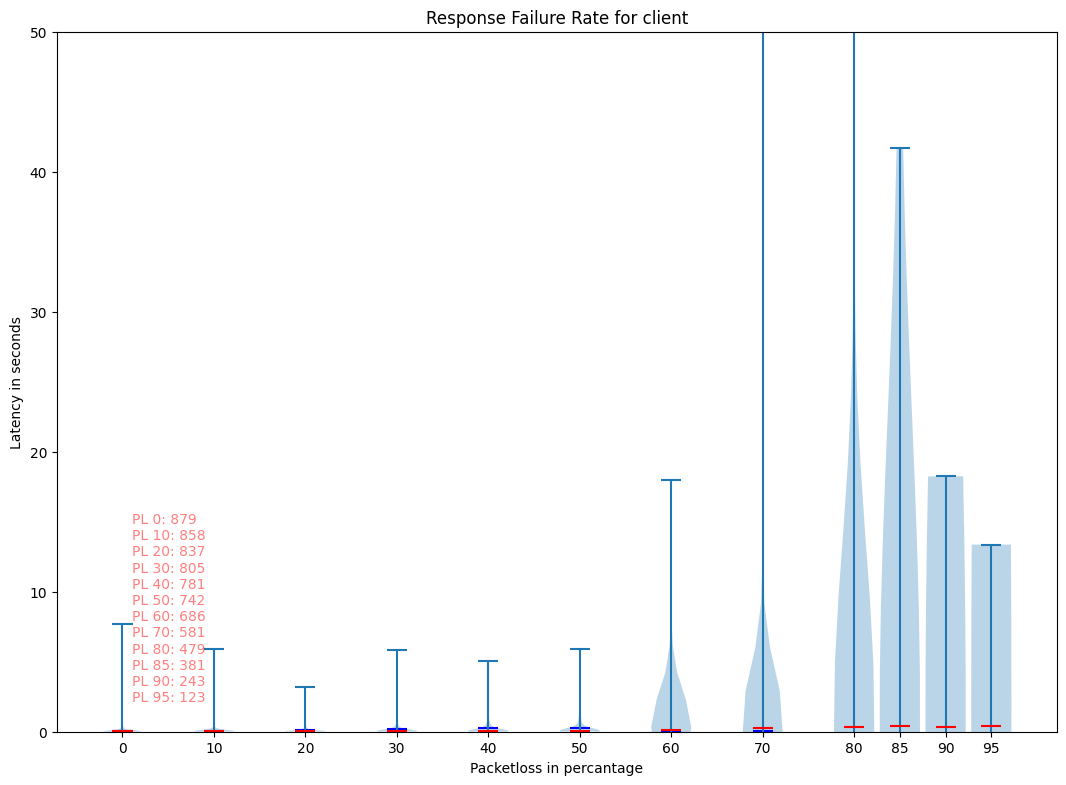 Response Failure Rate for client
50
40
30
20
10
0
Latency in seconds
PL 0: 879
PL 10: 858
PL 20: 837
PL 30: 805
PL 40: 781
PL 50: 742
PL 60: 686
PL 70: 581
PL 80: 479
PL 85: 381
PL 90: 243
PL 95: 123
0 10 20 30 40 50 60 70 80 85 90 95
Packetloss in percantage